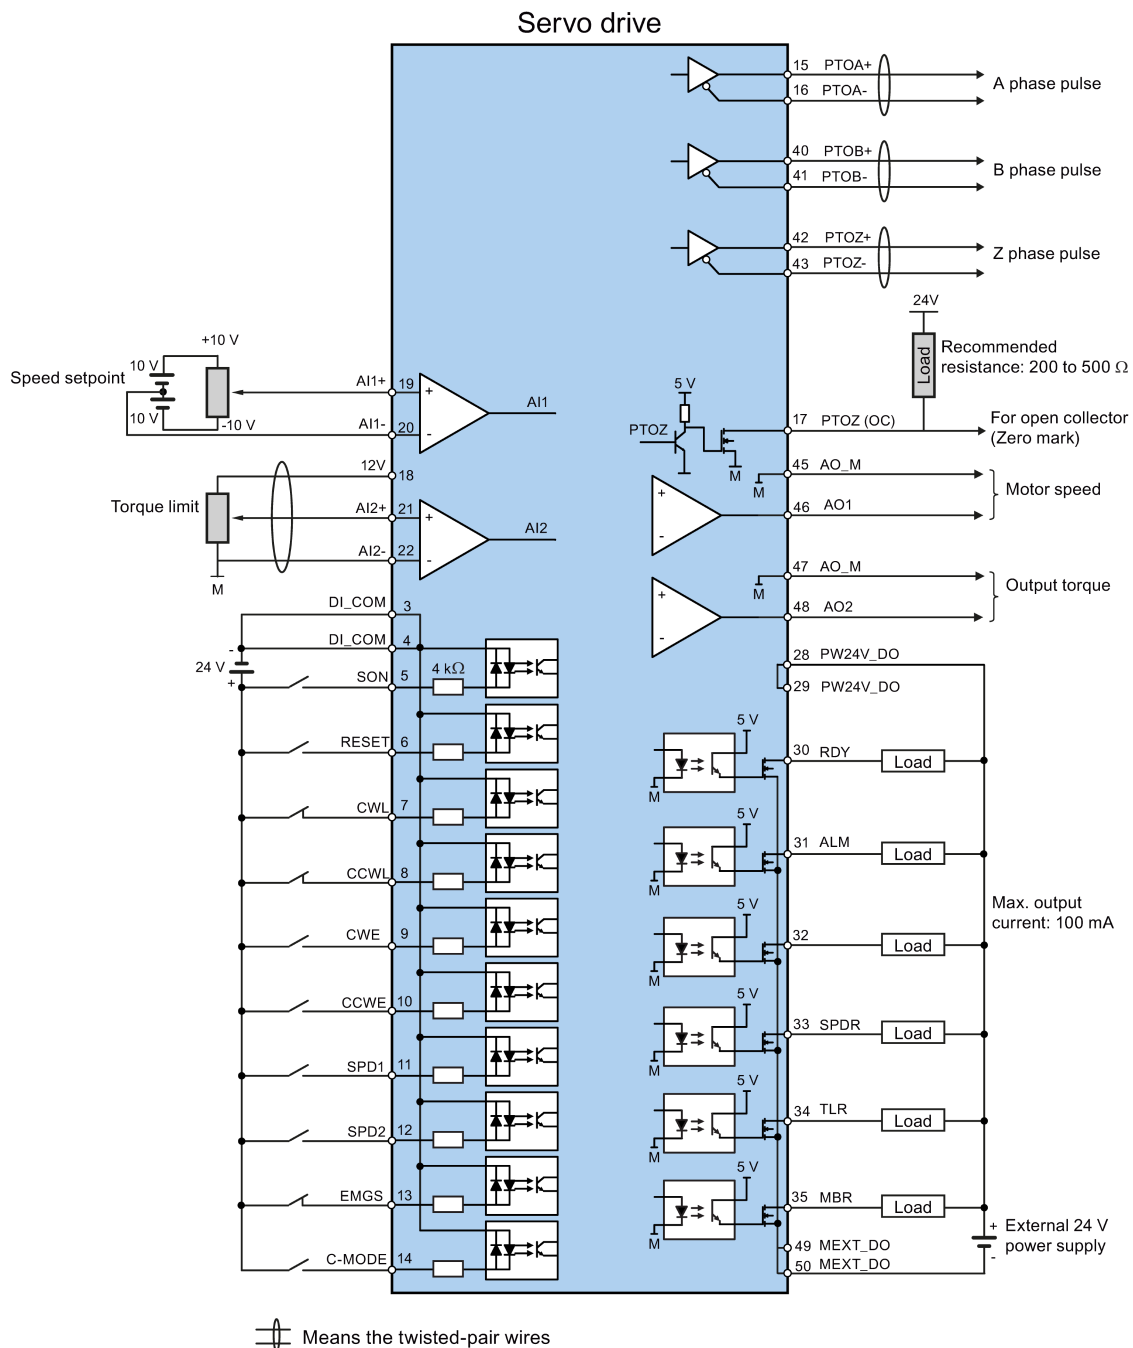 Servo drive
15 PTOA+
16 PTOA-
A phase pulse
40 PTOB+
41 PTOB-
B phase pulse
42 PTOZ+
43 PTOZ-
Z phase pulse
24V
Load
Recommended
resistance: 200 to 500 Ω
+10 V
10 V
Speed setpoint
10 V
-10 V
AI1+ 19
AI1- 20
+
-
AI1
5 V
PTOZ
M
17 PTOZ (OC)
For open collector
(Zero mark)
12V 18
Torque limit
AI2+ 21
AI2- 22
M
+
-
AI2
45 AO_M
M
46 AO1
+
-
Motor speed
47 AO_M
M
48 AO2
+
-
Output torque
DI_COM 3
DI_COM 4
-
24 V
+
SON 5
4 kΩ
RESET 6
CWL 7
CCWL 8
CWE 9
CCWE 10
SPD1 11
SPD2 12
EMGS 13
C-MODE 14
28 PW24V_DO
29 PW24V_DO
5 V
M
30 RDY
Load
5 V
M
31 ALM
Load
5 V
M
32
Load
Max. output
current: 100 mA
5 V
M
33 SPDR
Load
5 V
M
34 TLR
Load
5 V
M
35 MBR
Load
49 MEXT_DO
50 MEXT_DO
+
-
External 24 V
power supply
Means the twisted-pair wires